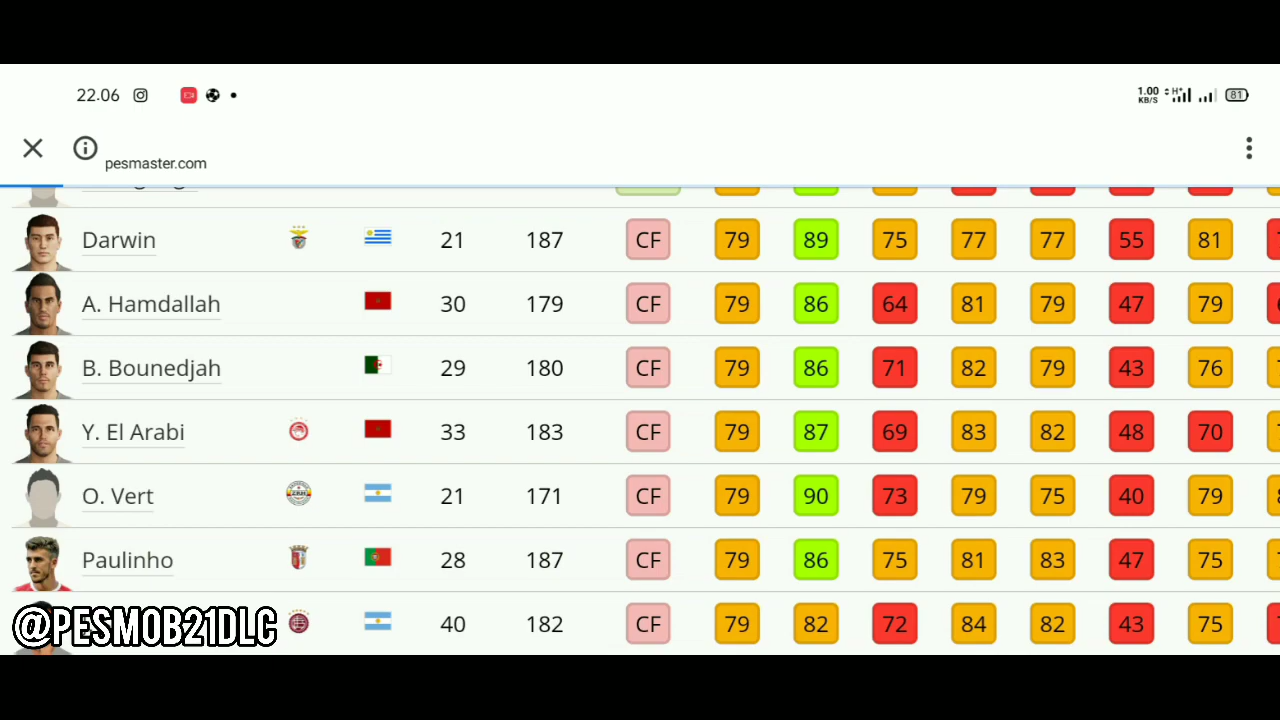 22.06 1.00 KB/S H+ 81
pesmaster.com
Darwin 21 187 CF 79 89 75 77 77 55 81
A. Hamdallah 30 179 CF 79 86 64 81 79 47 79
B. Bounedjah 29 180 CF 79 86 71 82 79 43 76
Y. El Arabi 33 183 CF 79 87 69 83 82 48 70
O. Vert 21 171 CF 79 90 73 79 75 40 79
Paulinho 28 187 CF 79 86 75 81 83 47 75
@PESMOB21DLC 40 182 CF 79 82 72 84 82 43 75